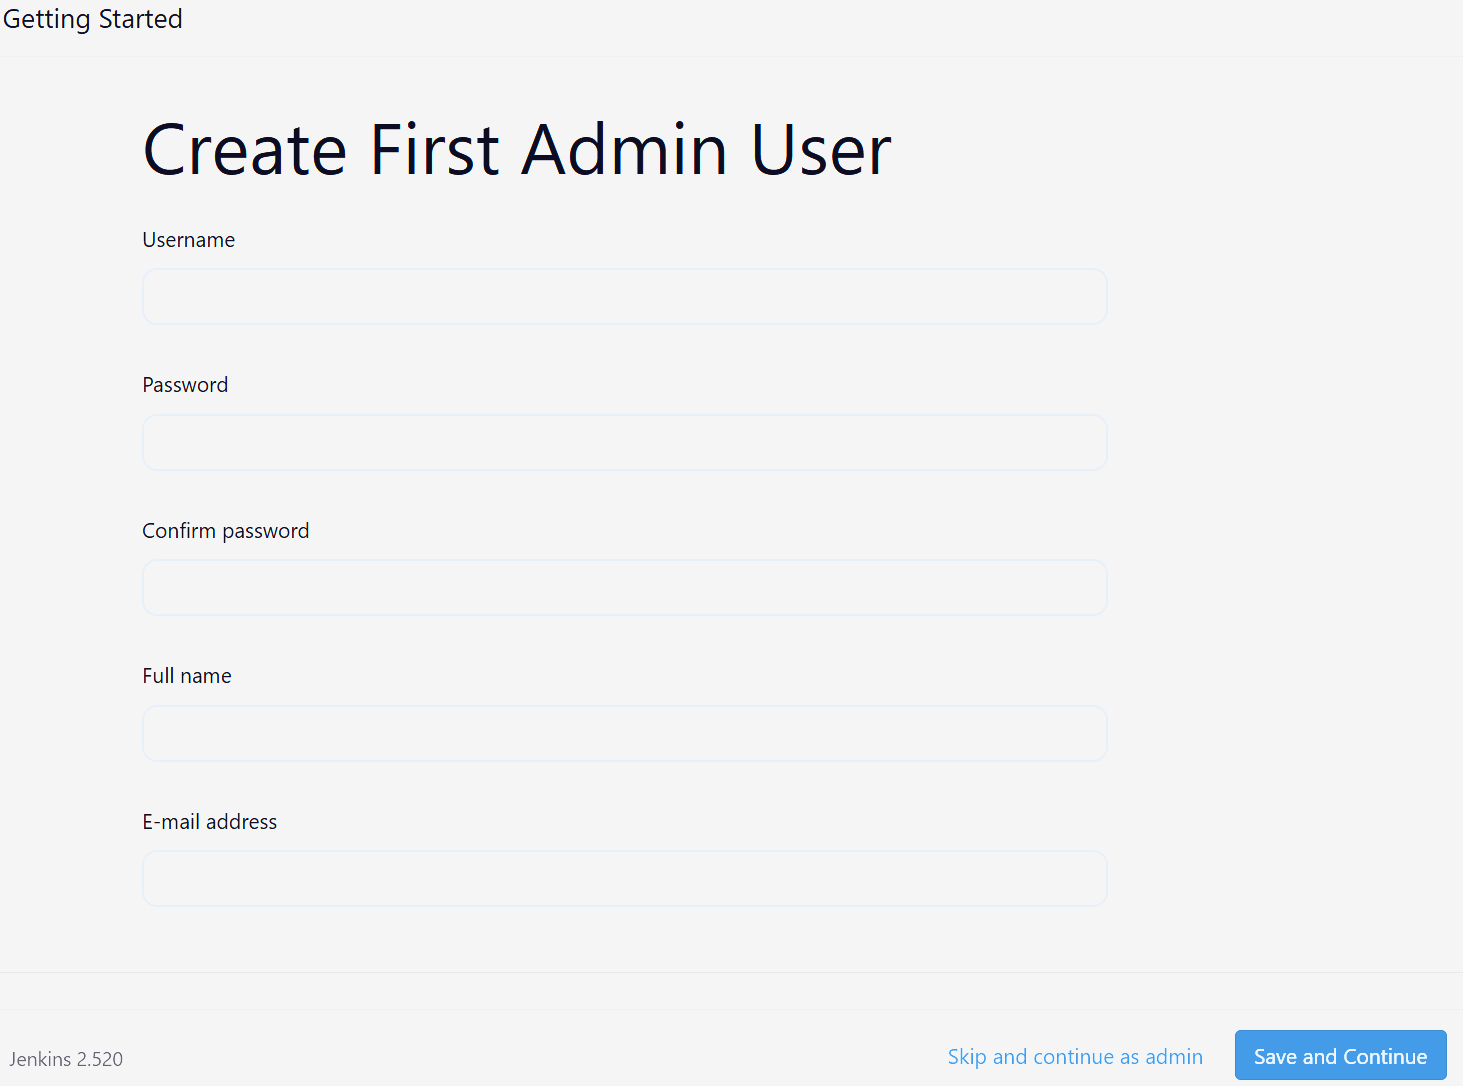 Getting Started
Create First Admin User
Username
Password
Confirm password
Full name
E-mail address
Jenkins 2.520
Skip and continue as admin
Save and Continue